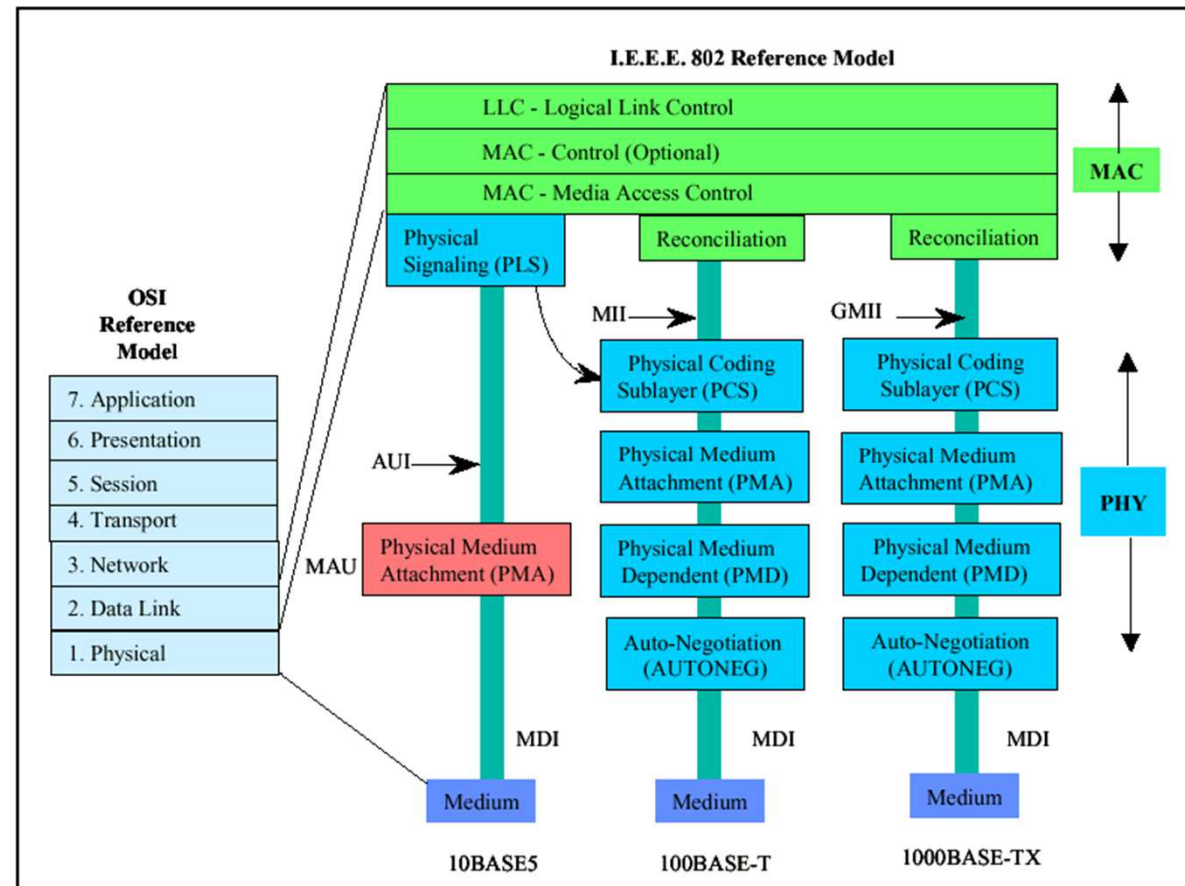 I.E.E.E. 802 Reference Model
LLC - Logical Link Control
MAC - Control (Optional)
MAC - Media Access Control
MAC
Physical
Signaling (PLS)
Reconciliation
Reconciliation
OSI
Reference
Model
MII
GMII
Physical Coding
Sublayer (PCS)
Physical Coding
Sublayer (PCS)
7. Application
6. Presentation
5. Session
4. Transport
3. Network
2. Data Link
1. Physical
AUI
Physical Medium
Attachment (PMA)
Physical Medium
Attachment (PMA)
PHY
MAU
Physical Medium
Attachment (PMA)
Physical Medium
Dependent (PMD)
Physical Medium
Dependent (PMD)
Auto-Negotiation
(AUTONEG)
Auto-Negotiation
(AUTONEG)
MDI
MDI
MDI
Medium
Medium
Medium
10BASE5
100BASE-T
1000BASE-TX